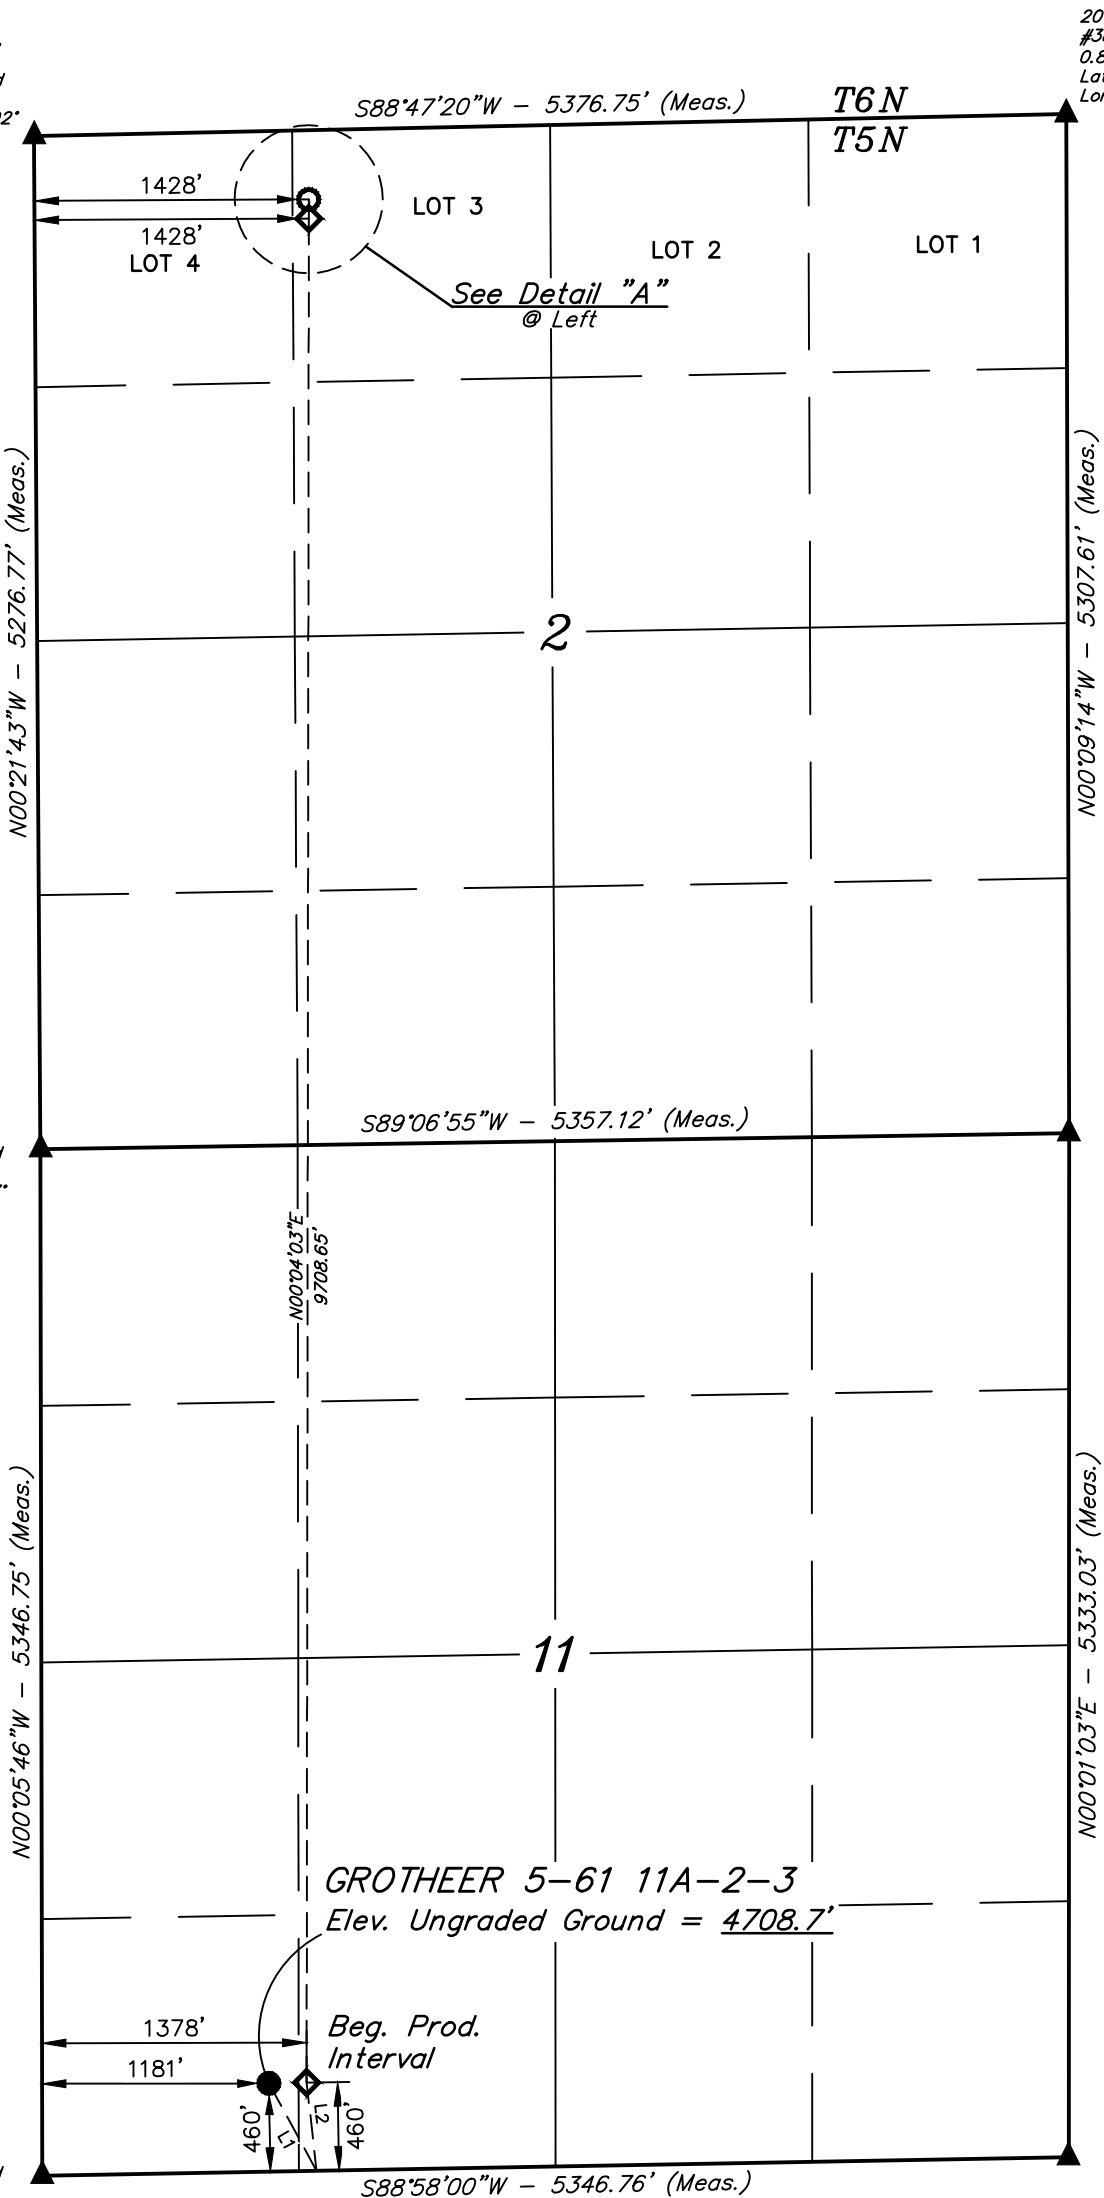 20
0.8
S88°47'20"W - 5376.75' (Meas.)
T6N
T5N
1428'
1428'
LOT 4
LOT 3
LOT 2
LOT 1
See Detail "A"
@ Left
N00°21'43"W - 5276.77' (Meas.)
2
N00°09'14"W - 5307.61' (Meas.)
S89°06'55"W - 5357.12' (Meas.)
N00°04'03"E
9708.65'
N00°05'46"W - 5346.75' (Meas.)
11
N00°01'03"E - 5333.03' (Meas.)
GROTHEER 5-61 11A-2-3
Elev. Ungraded Ground = 4708.7'
1378'
Beg. Prod.
Interval
1181'
460'
L1
L2
460'
S88°58'00"W - 5346.76' (Meas.)